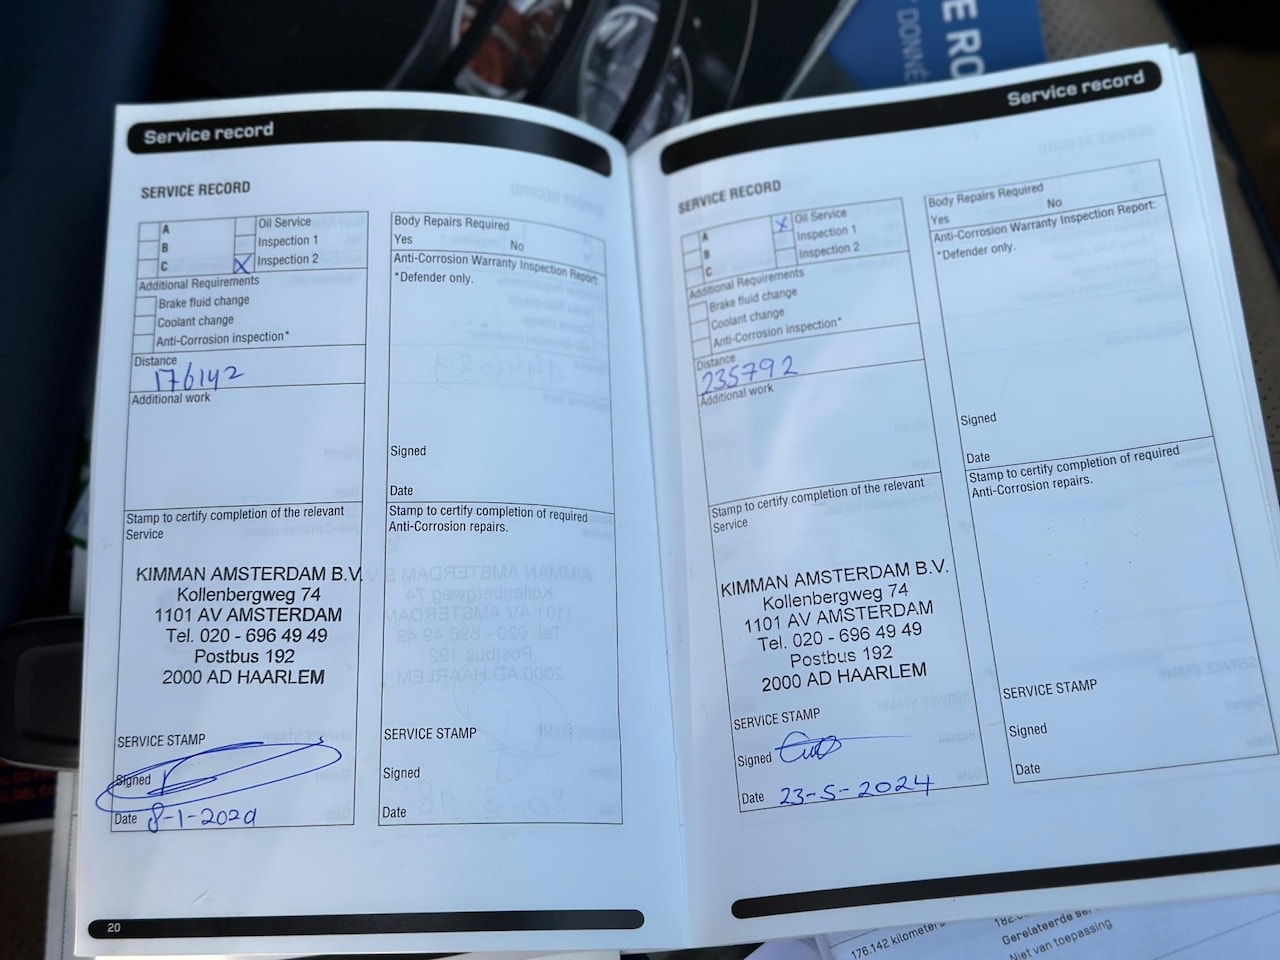 E RO
DONNÉ
Service record
SERVICE RECORD
A
B
C
Oil Service
Inspection 1
X Inspection 2
Additional Requirements
Brake fluid change
Coolant change
Anti-Corrosion inspection*
Distance
176142
Additional work
Stamp to certify completion of the relevant
Service
KIMMAN AMSTERDAM B.V.
Kollenbergweg 74
1101 AV AMSTERDAM
Tel. 020 - 696 49 49
Postbus 192
2000 AD HAARLEM
SERVICE STAMP
Signed
Date 8-1-2020
Body Repairs Required
Yes No
Anti-Corrosion Warranty Inspection Report:
*Defender only.
Signed
Date
Stamp to certify completion of required
Anti-Corrosion repairs.
SERVICE STAMP
Signed
Date
20
Service record
SERVICE RECORD
A
B
C
X Oil Service
Inspection 1
Inspection 2
Additional Requirements
Brake fluid change
Coolant change
Anti-Corrosion inspection*
Distance
235792
Additional work
Stamp to certify completion of the relevant
Service
KIMMAN AMSTERDAM B.V.
Kollenbergweg 74
1101 AV AMSTERDAM
Tel. 020 - 696 49 49
Postbus 192
2000 AD HAARLEM
SERVICE STAMP
Signed
Date 23-5-2024
Body Repairs Required
Yes No
Anti-Corrosion Warranty Inspection Report:
*Defender only.
Signed
Date
Stamp to certify completion of required
Anti-Corrosion repairs.
SERVICE STAMP
Signed
Date
176.142 kilometers
Gerelateerde
Niet van toepassing